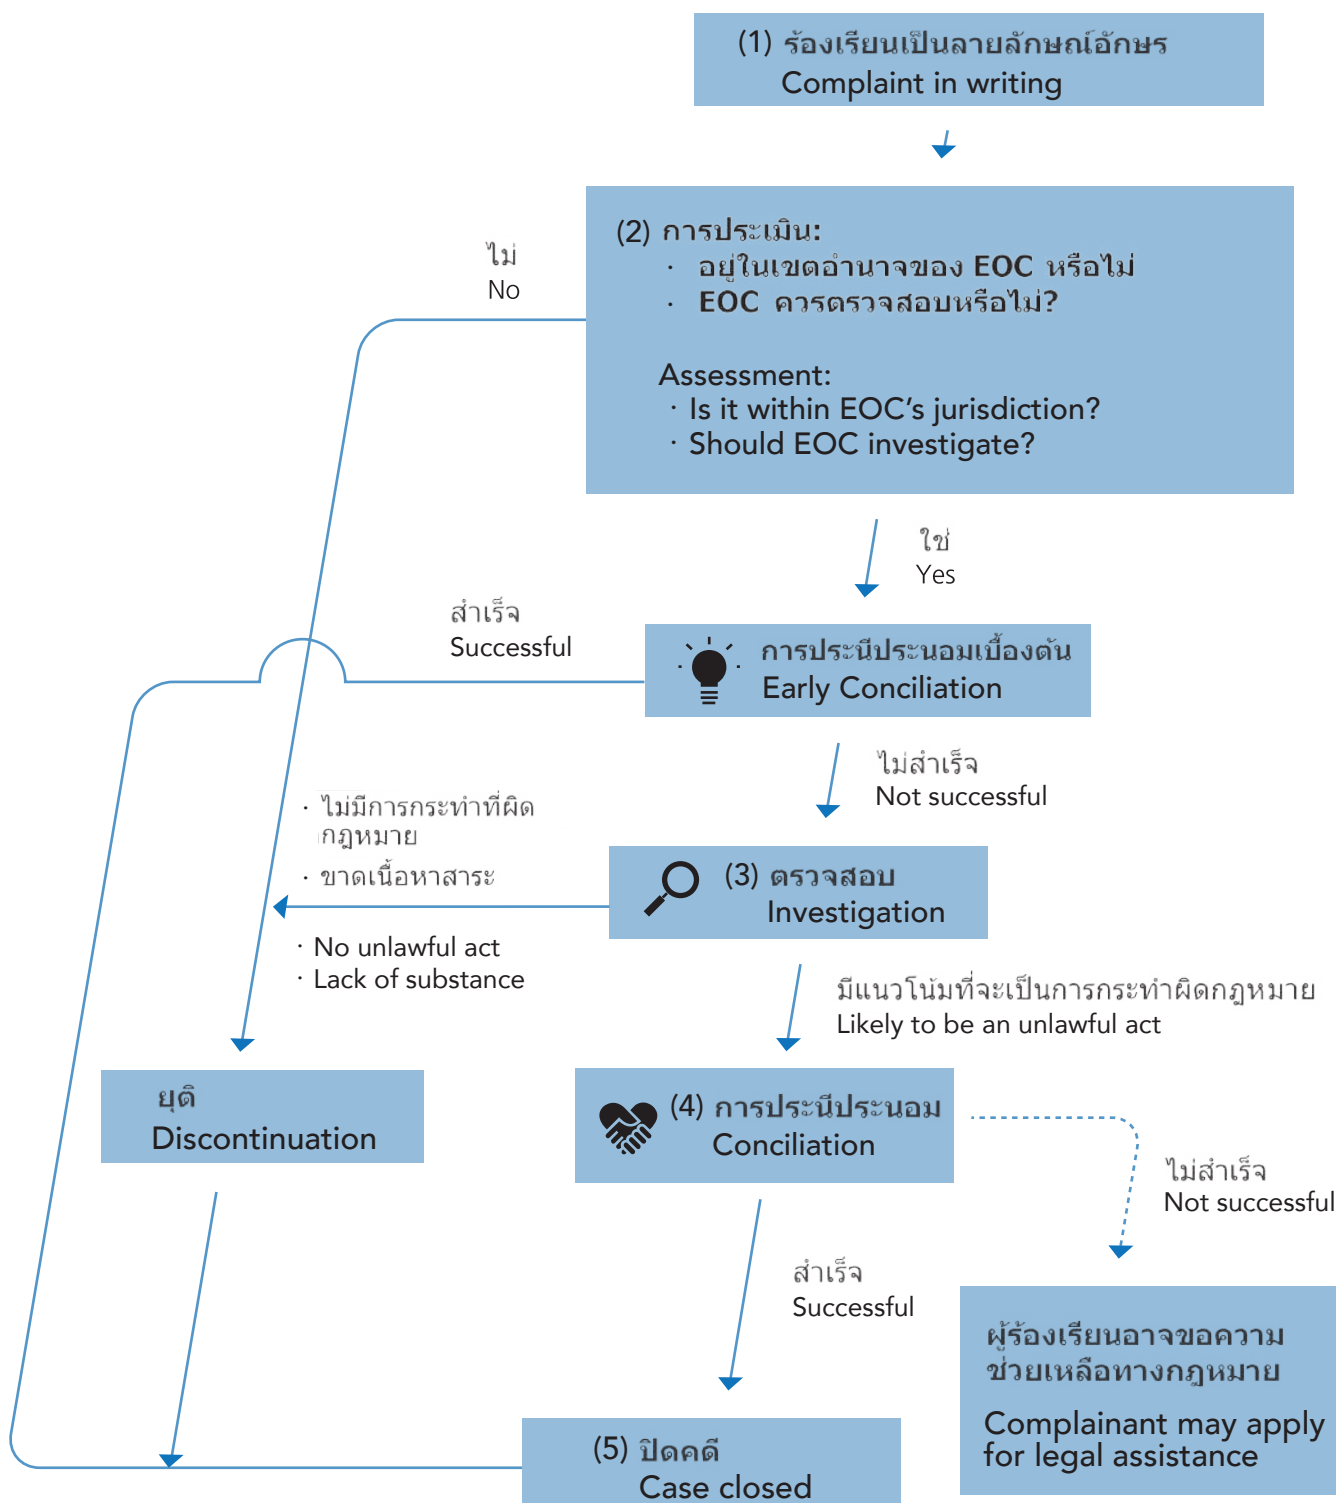 (1) ร้องเรียนเป็นลายลักษณ์อักษร
Complaint in writing
(2) การประเมิน:
· อยู่ในเขตอำนาจของ EOC หรือไม่
· EOC ควรตรวจสอบหรือไม่?
Assessment:
· Is it within EOC’s jurisdiction?
· Should EOC investigate?
ไม่
No
ใช่
Yes
สำเร็จ
Successful
การประนีประนอมเบื้องต้น
Early Conciliation
ไม่สำเร็จ
Not successful
· ไม่มีการกระทำที่ผิด
กฎหมาย
· ขาดเนื้อหาสาระ
· No unlawful act
· Lack of substance
(3) ตรวจสอบ
Investigation
มีแนวโน้มที่จะเป็นการกระทำผิดกฎหมาย
Likely to be an unlawful act
ยุติ
Discontinuation
(4) การประนีประนอม
Conciliation
ไม่สำเร็จ
Not successful
สำเร็จ
Successful
ผู้ร้องเรียนอาจขอความ
ช่วยเหลือทางกฎหมาย
Complainant may apply
for legal assistance
(5) ปิดคดี
Case closed